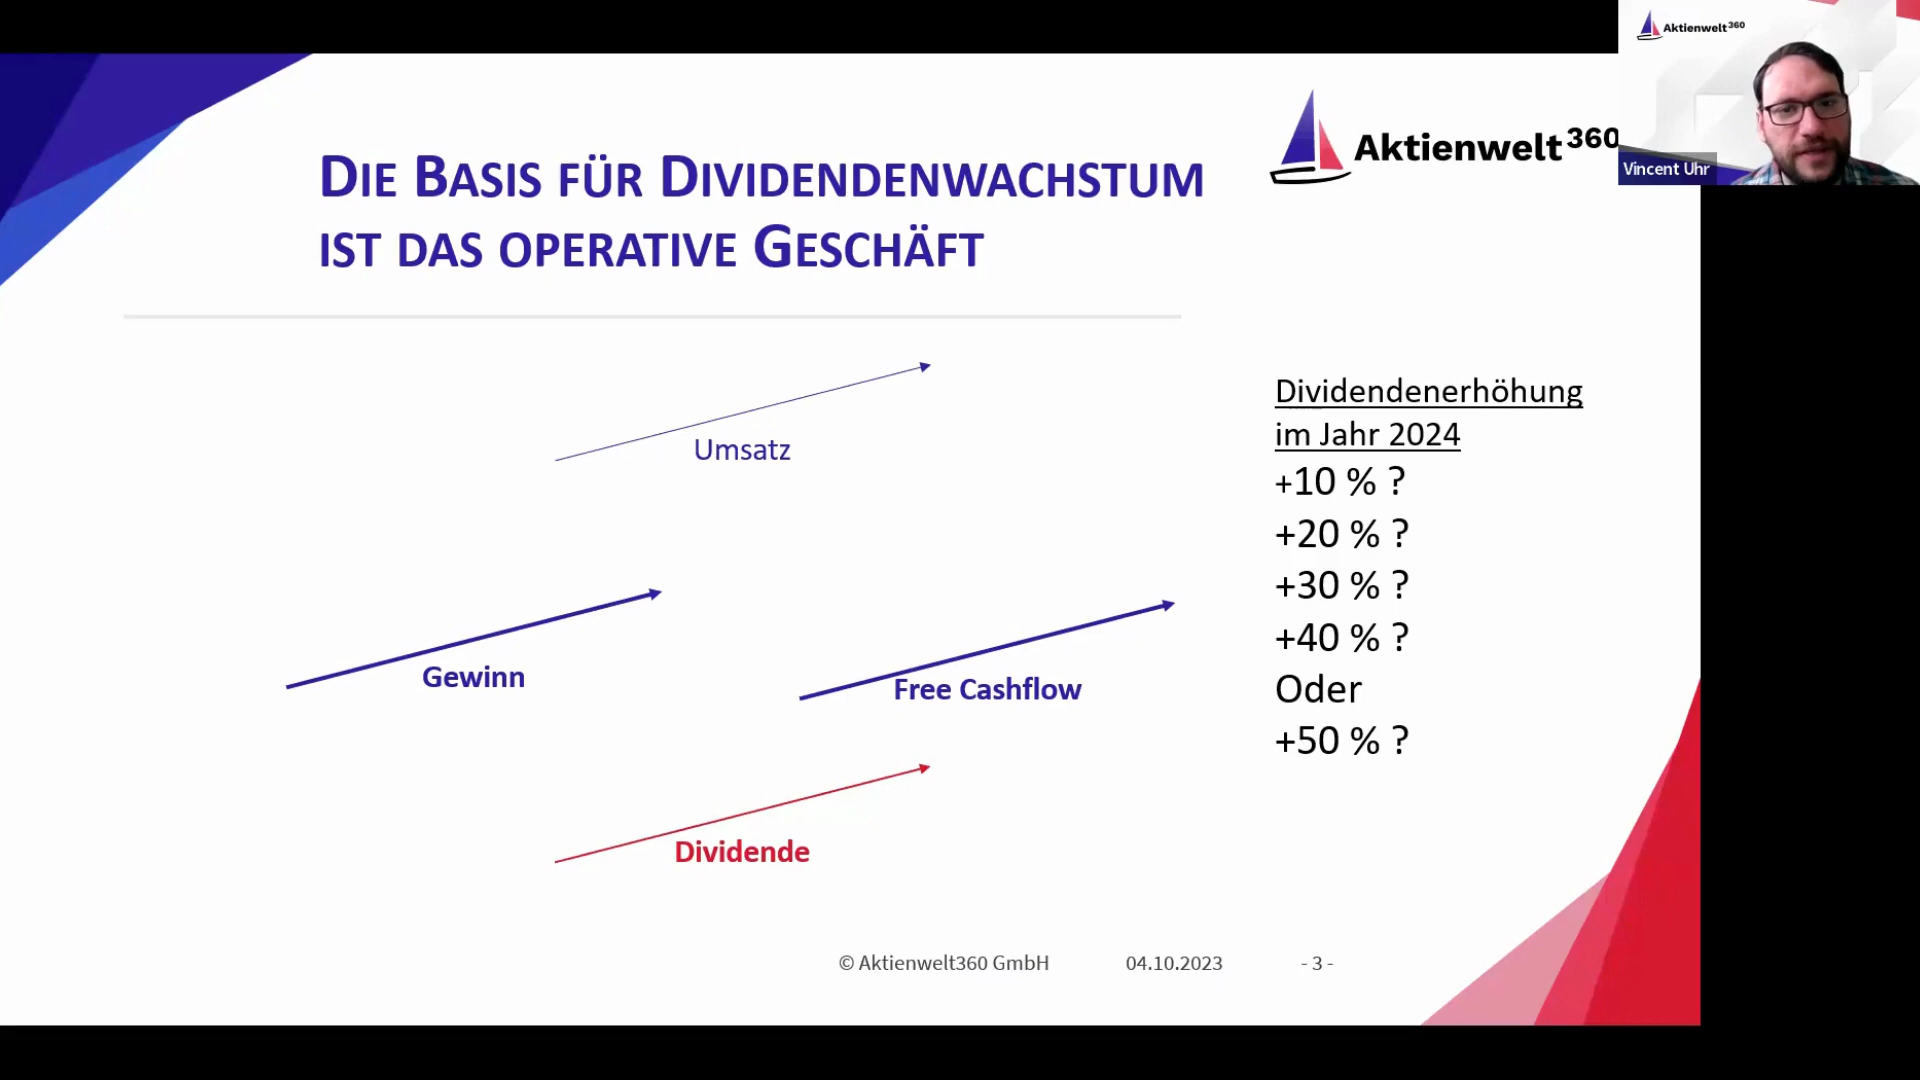 Aktienwelt360
Vincent Uhr
Aktienwelt360
DIE BASIS FÜR DIVIDENDENWACHSTUM
IST DAS OPERATIVE GESCHÄFT
Umsatz
Gewinn
Free Cashflow
Dividende
Dividendenerhöhung
im Jahr 2024
+10 % ?
+20 % ?
+30 % ?
+40 % ?
Oder
+50 % ?
© Aktienwelt360 GmbH 04.10.2023 - 3 -